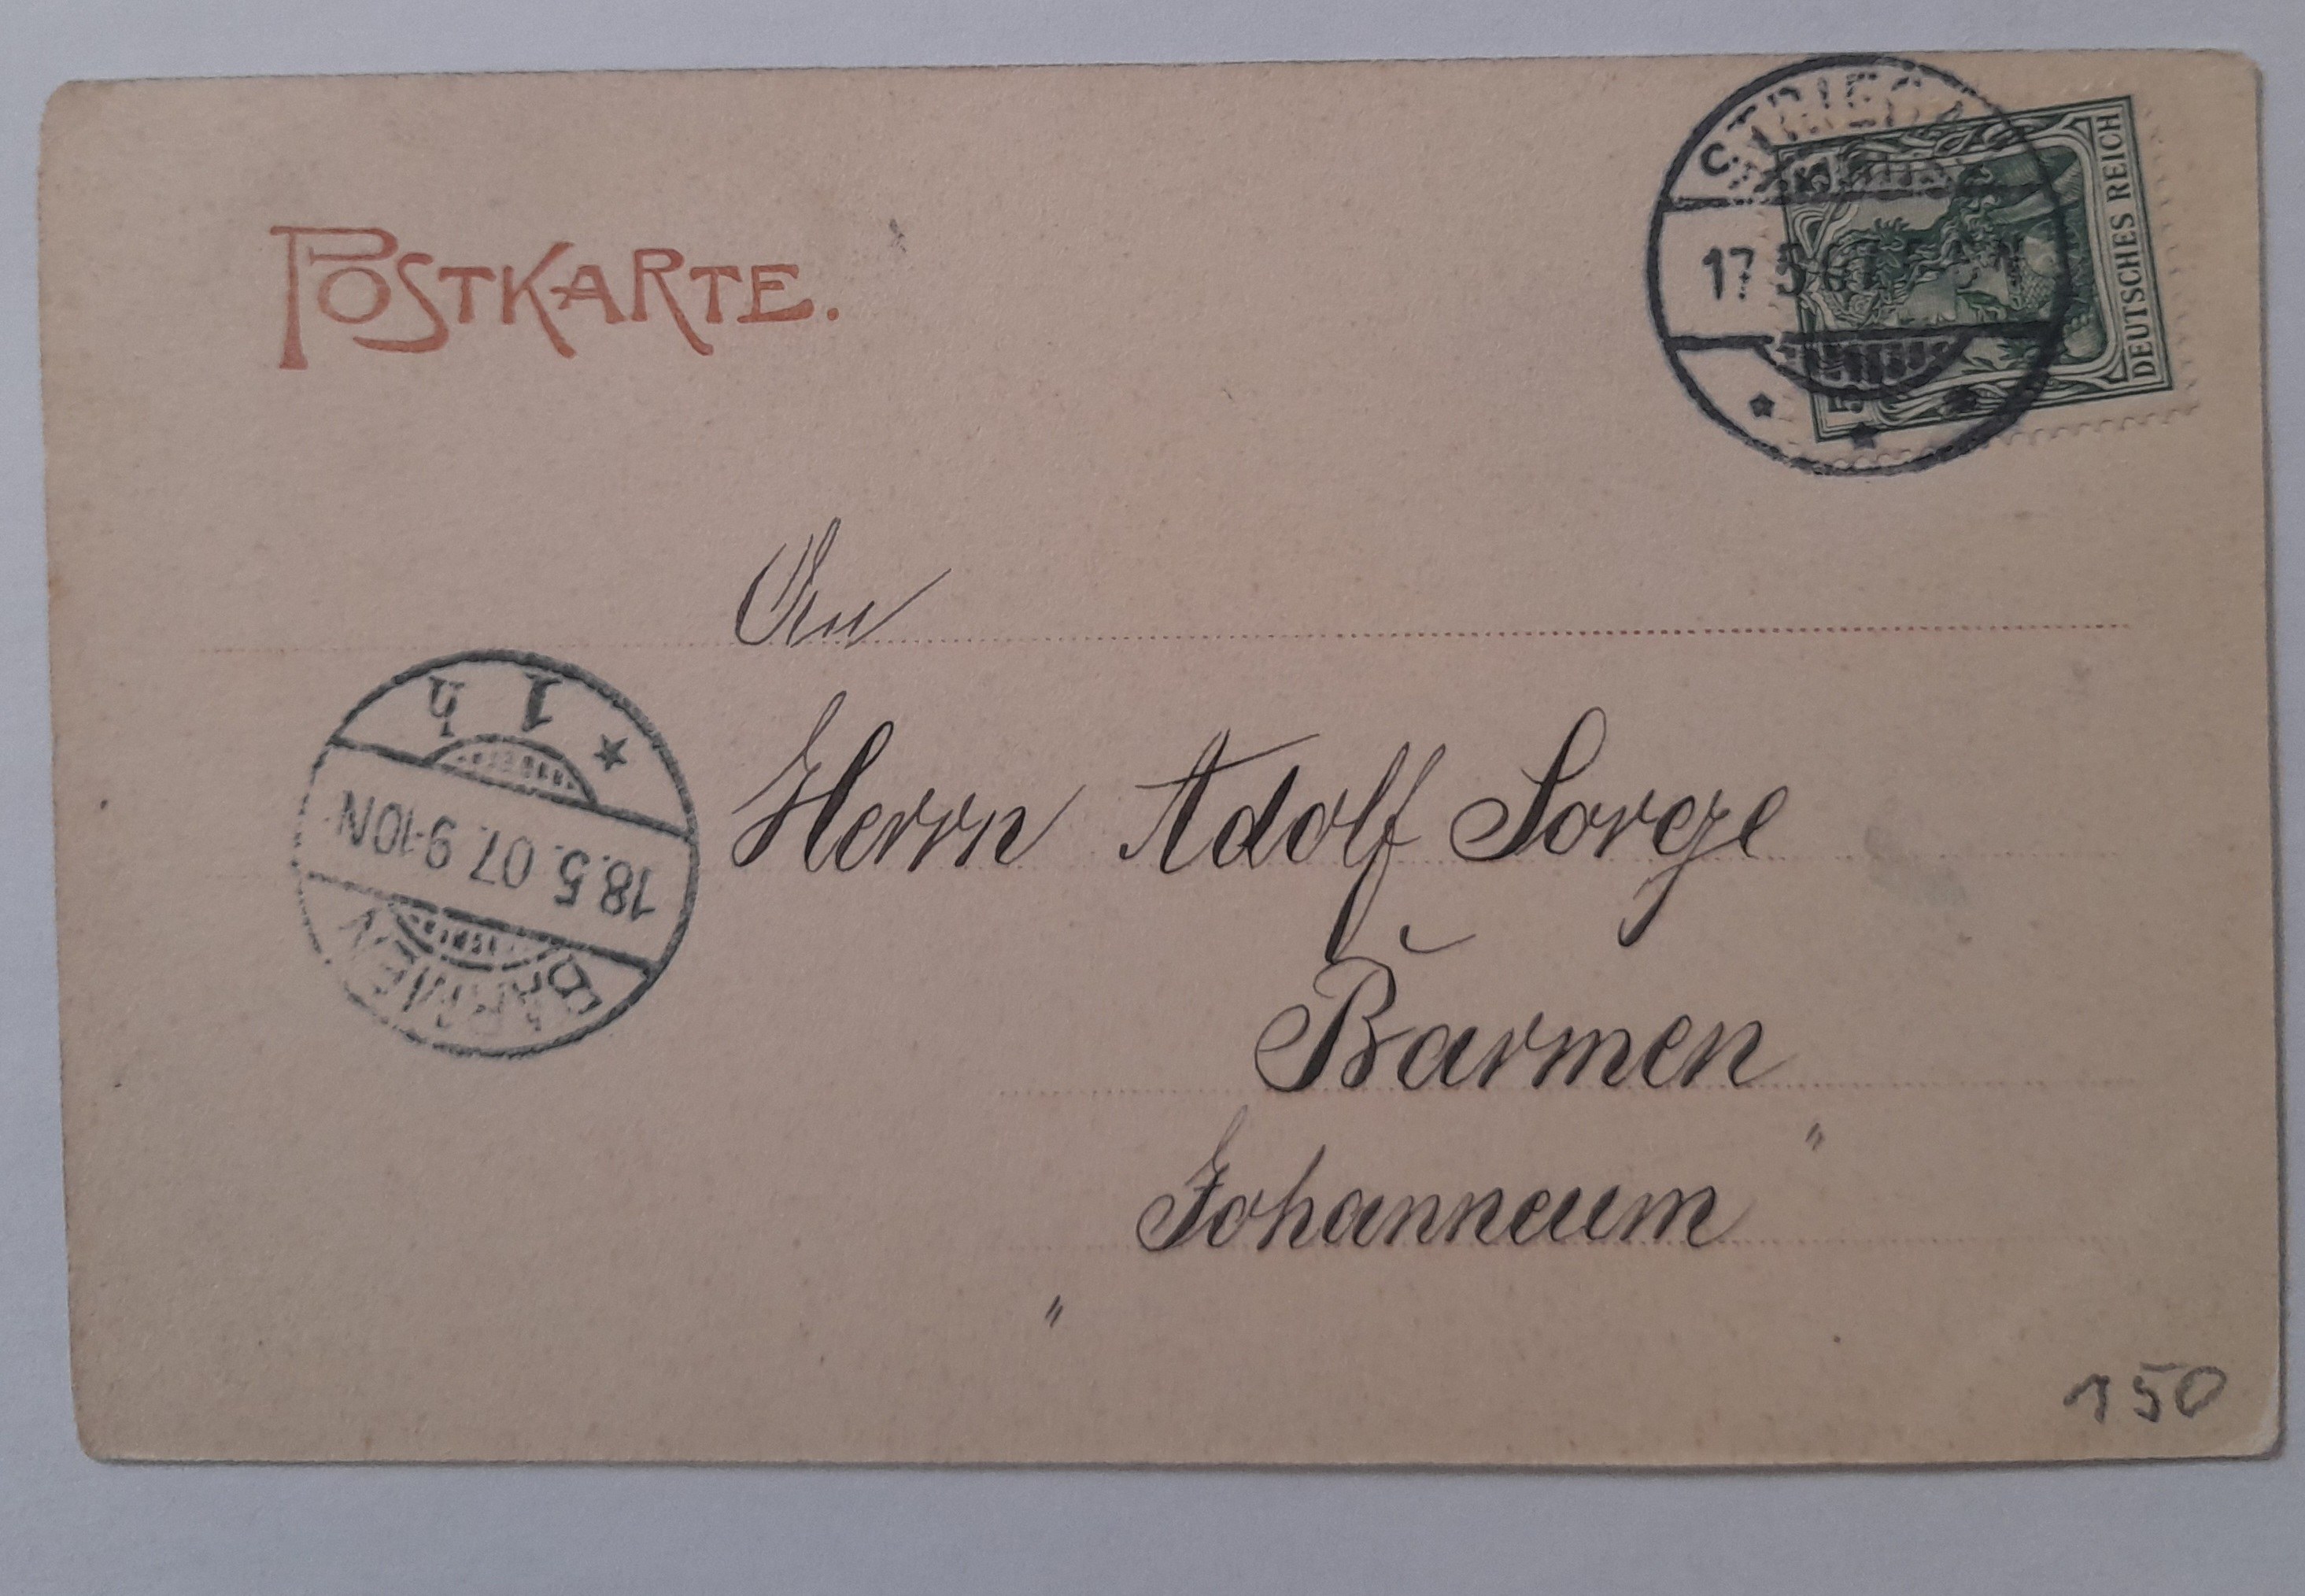 POSTKARTE.
STRIEGAU
17 5 07
DEUTSCHES REICH
An
Herrn Adolf Sorge
Barmen
"
Johanneum
"
BARMEN
18.5.07. 9-10N.
* 1 h
150